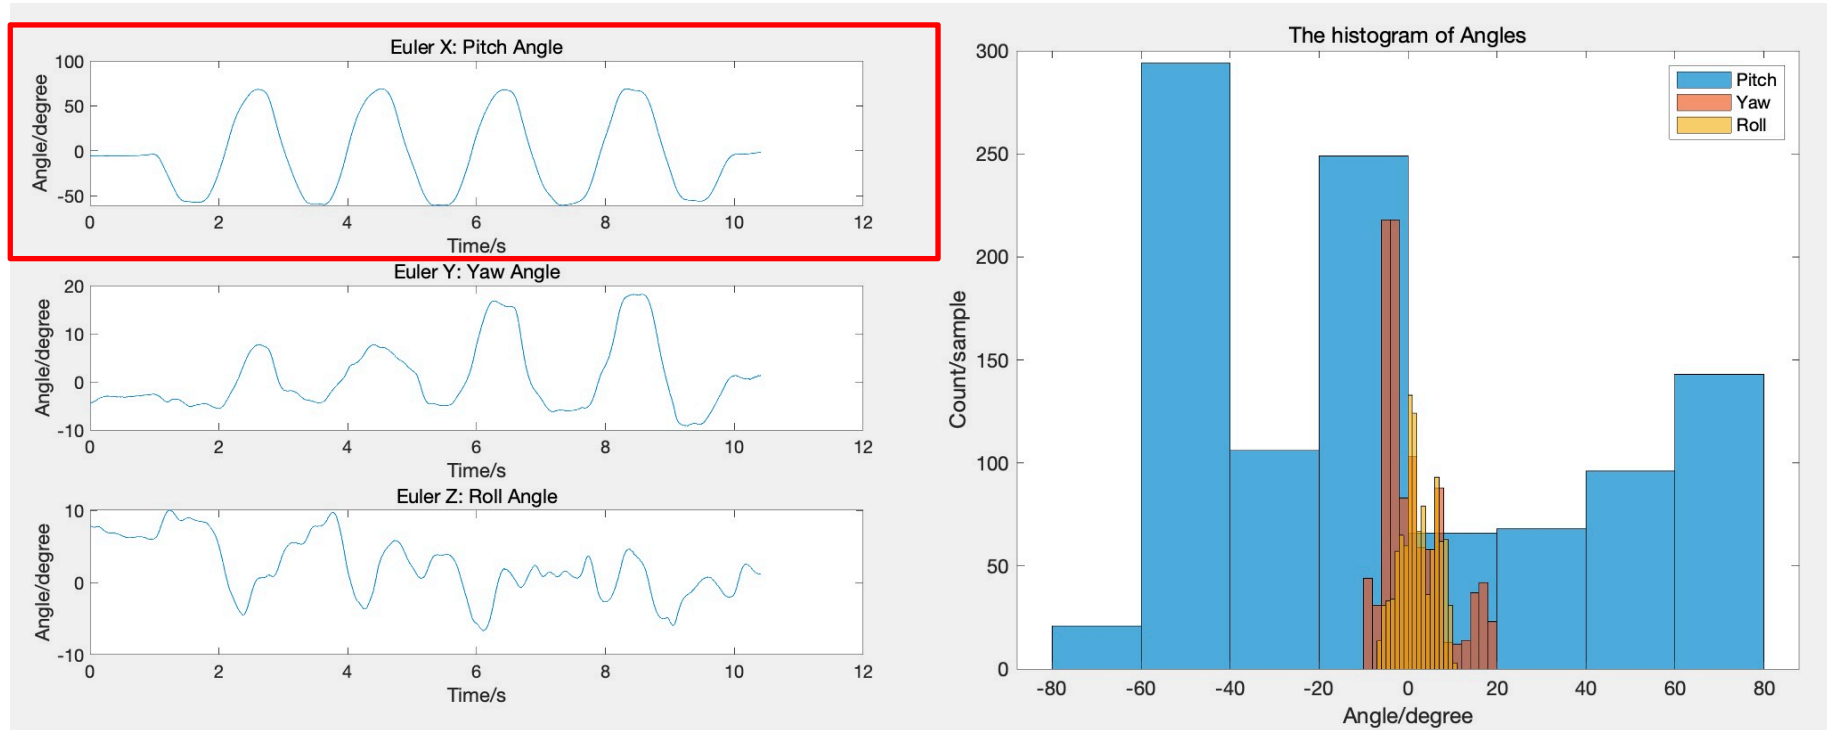 Euler X: Pitch Angle
Angle/degree
100
50
0
-50
0 2 4 6 8 10 12
Time/s
Euler Y: Yaw Angle
Angle/degree
20
10
0
-10
0 2 4 6 8 10 12
Time/s
Euler Z: Roll Angle
Angle/degree
10
0
-10
0 2 4 6 8 10 12
Time/s
The histogram of Angles
Count/sample
300
250
200
150
100
50
0
Pitch
Yaw
Roll
-80 -60 -40 -20 0 20 40 60 80
Angle/degree